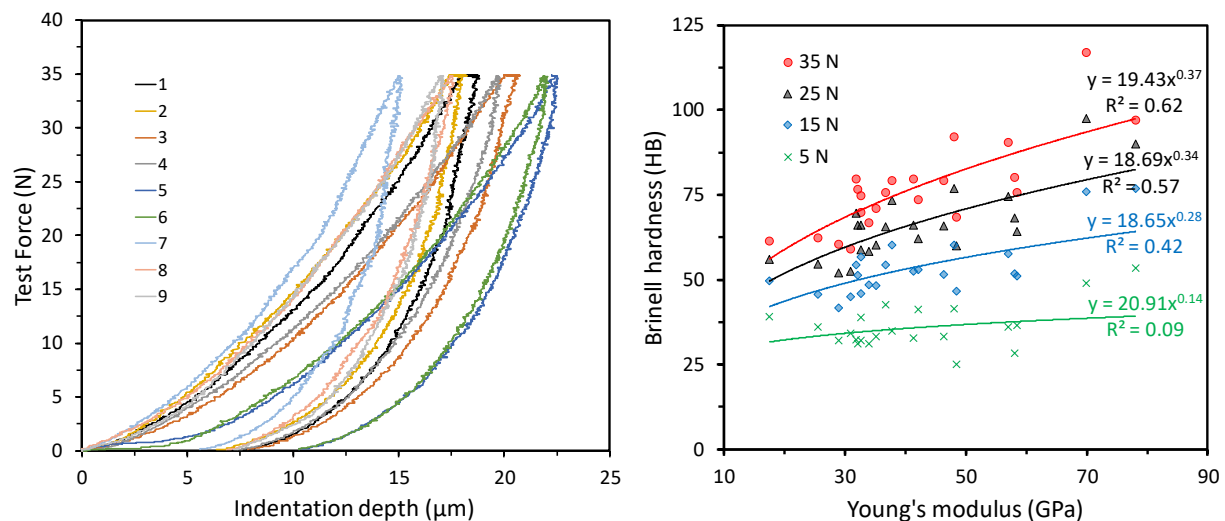 40
35
30
25
20
15
10
5
0
Test Force (N)
1
2
3
4
5
6
7
8
9
0
5
10
15
20
25
Indentation depth (μm)
125
100
75
50
25
0
Brinell hardness (HB)
35 N
25 N
15 N
5 N
y = 19.43x^0.37
R² = 0.62
y = 18.69x^0.34
R² = 0.57
y = 18.65x^0.28
R² = 0.42
y = 20.91x^0.14
R² = 0.09
10
30
50
70
90
Young's modulus (GPa)